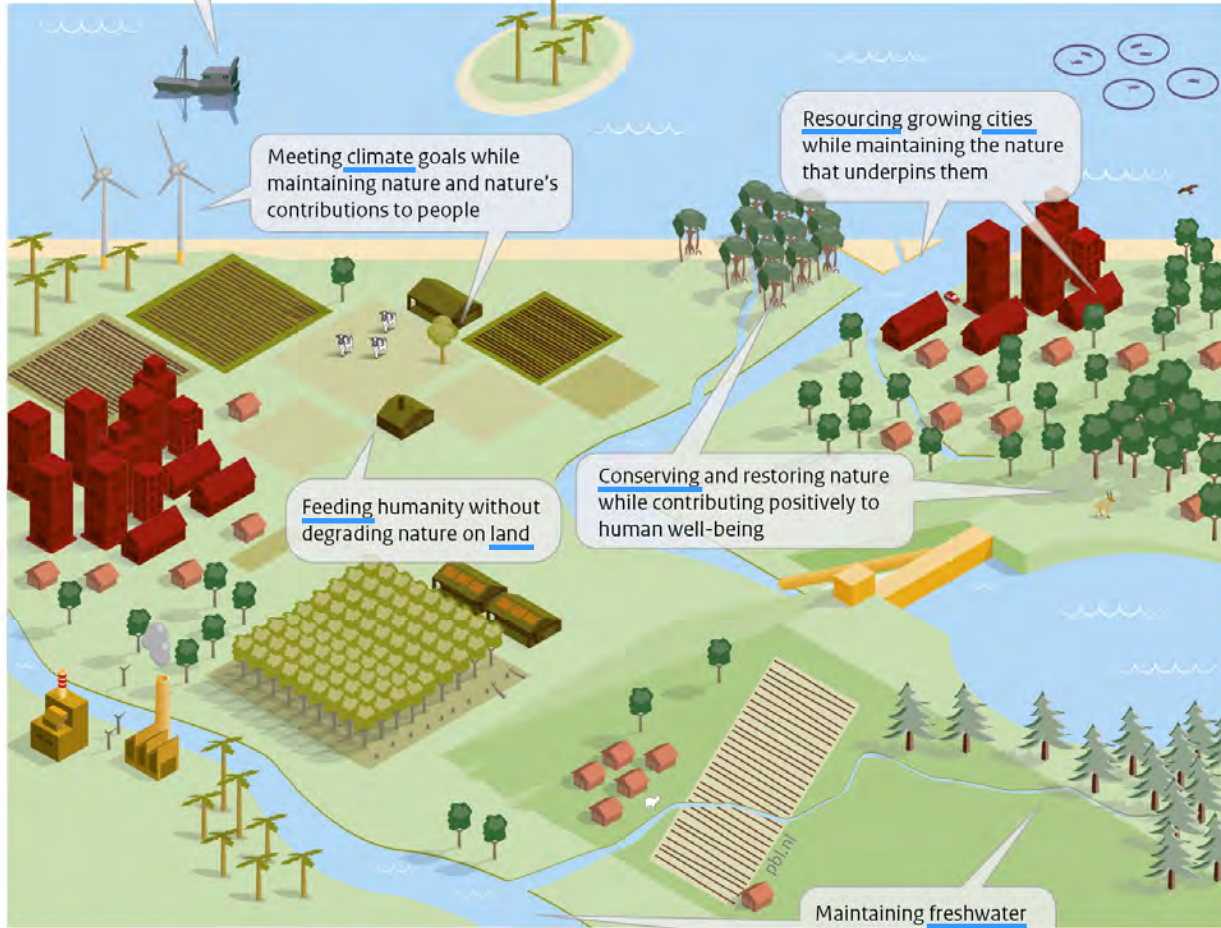 Meeting climate goals while
maintaining nature and nature's
contributions to people
Resourcing growing cities
while maintaining the nature
that underpins them
Feeding humanity without
degrading nature on land
Conserving and restoring nature
while contributing positively to
human well-being
pbl.nl
Maintaining freshwater